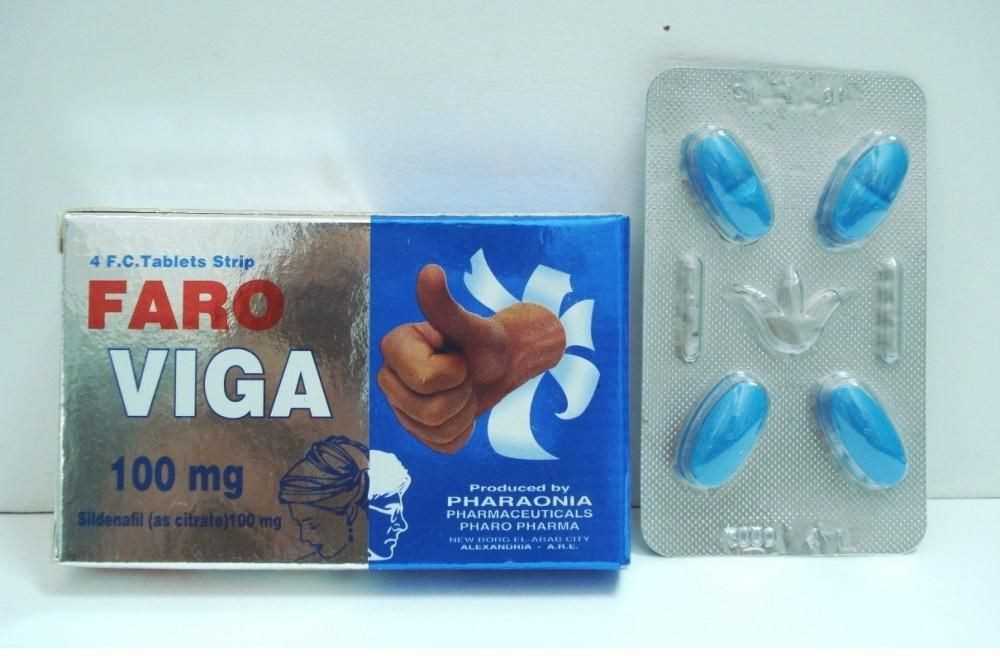 4 F.C.Tablets Strip
FARO
VIGA
100 mg
Sildenafil (as citrate)100 mg
Produced by
PHARAONIA
PHARMACEUTICALS
PHARO PHARMA
NEW BORG EL-ARAB CITY
ALEXANDRIA - A.R.E.